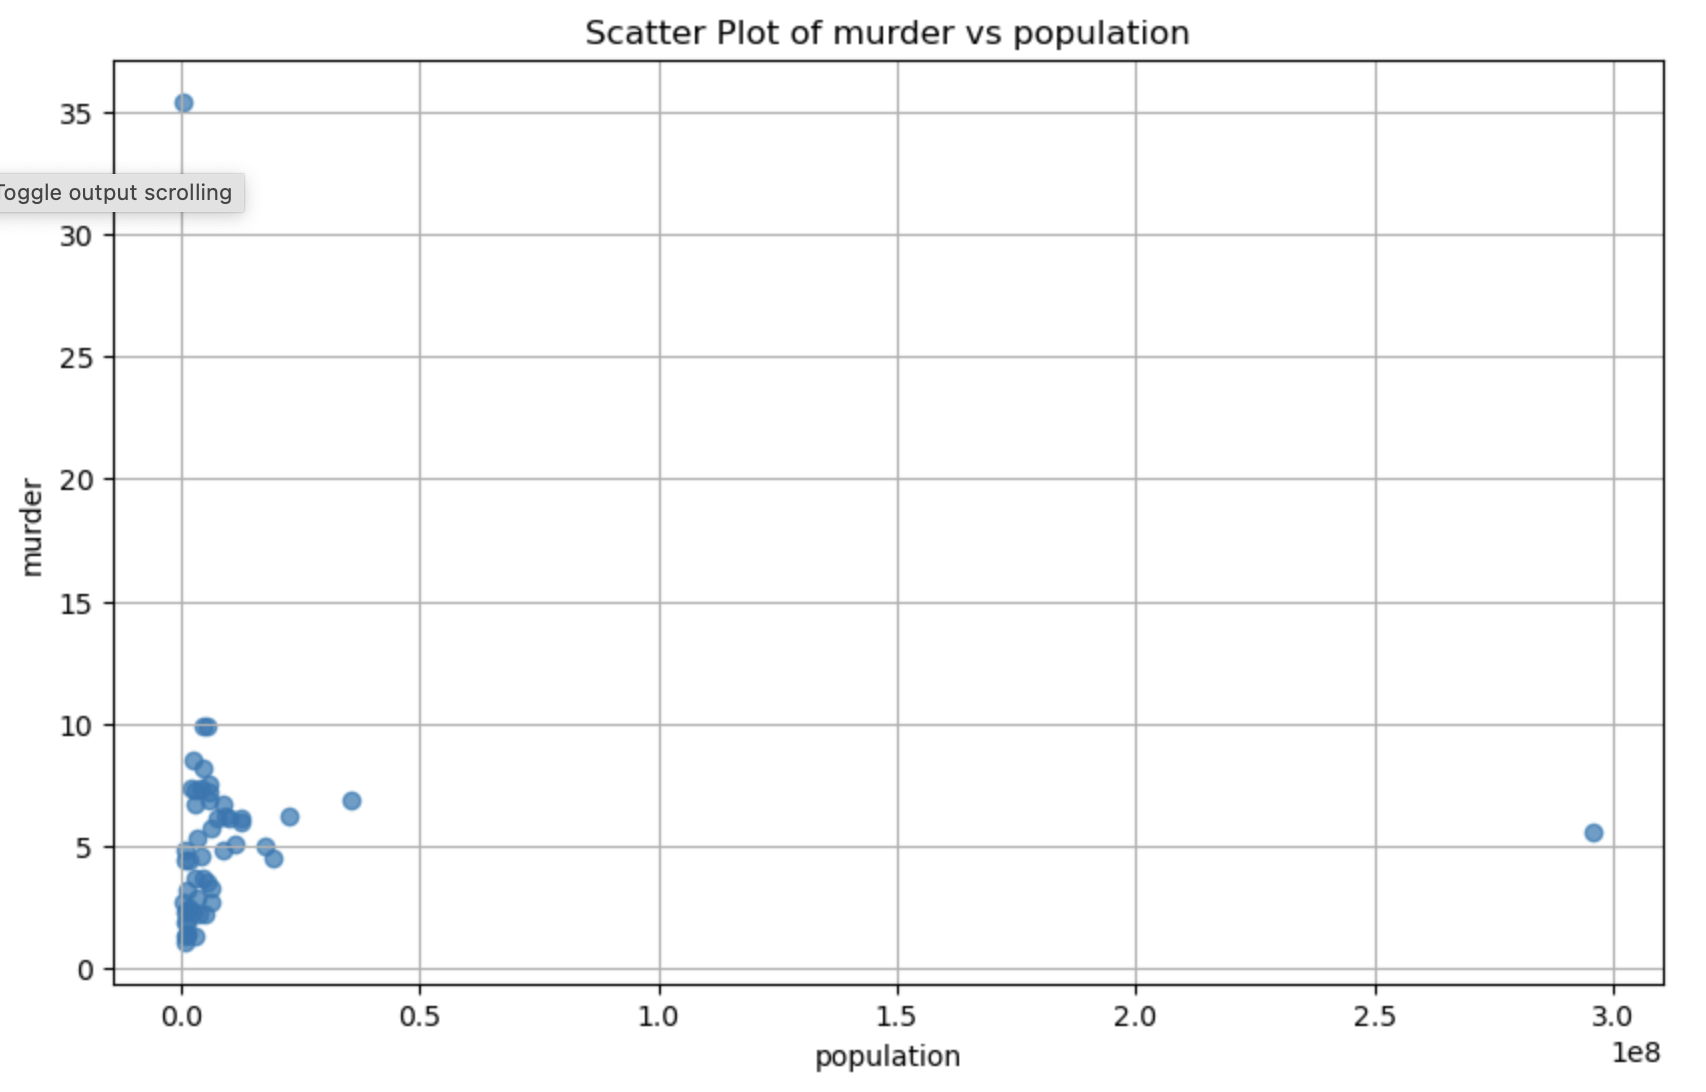 Scatter Plot of murder vs population
35
Toggle output scrolling
30
25
20
15
10
5
0
murder
0.0 0.5 1.0 1.5 2.0 2.5 3.0
1e8
population